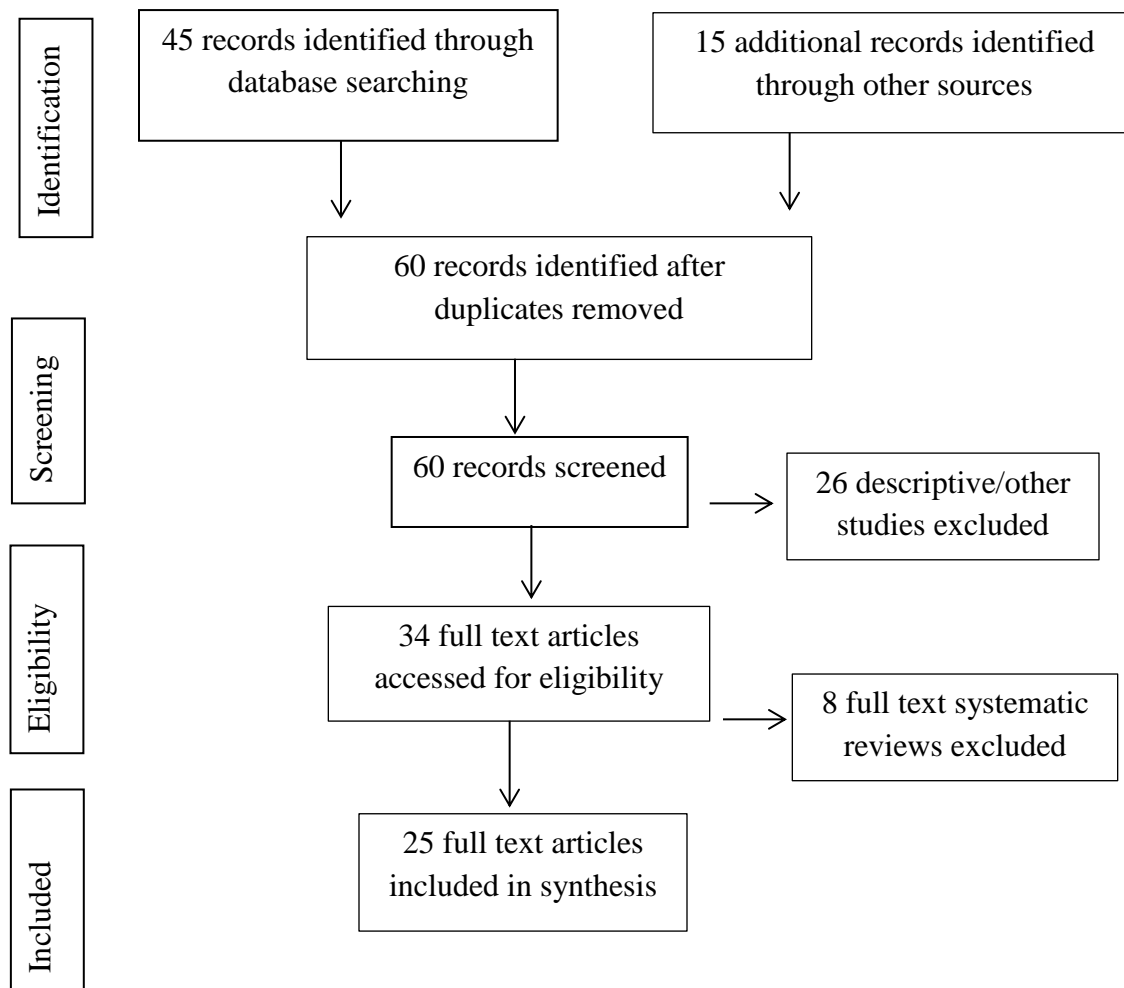 Identification
45 records identified through
database searching
15 additional records identified
through other sources
60 records identified after
duplicates removed
Screening
60 records screened
26 descriptive/other
studies excluded
Eligibility
34 full text articles
accessed for eligibility
8 full text systematic
reviews excluded
Included
25 full text articles
included in synthesis